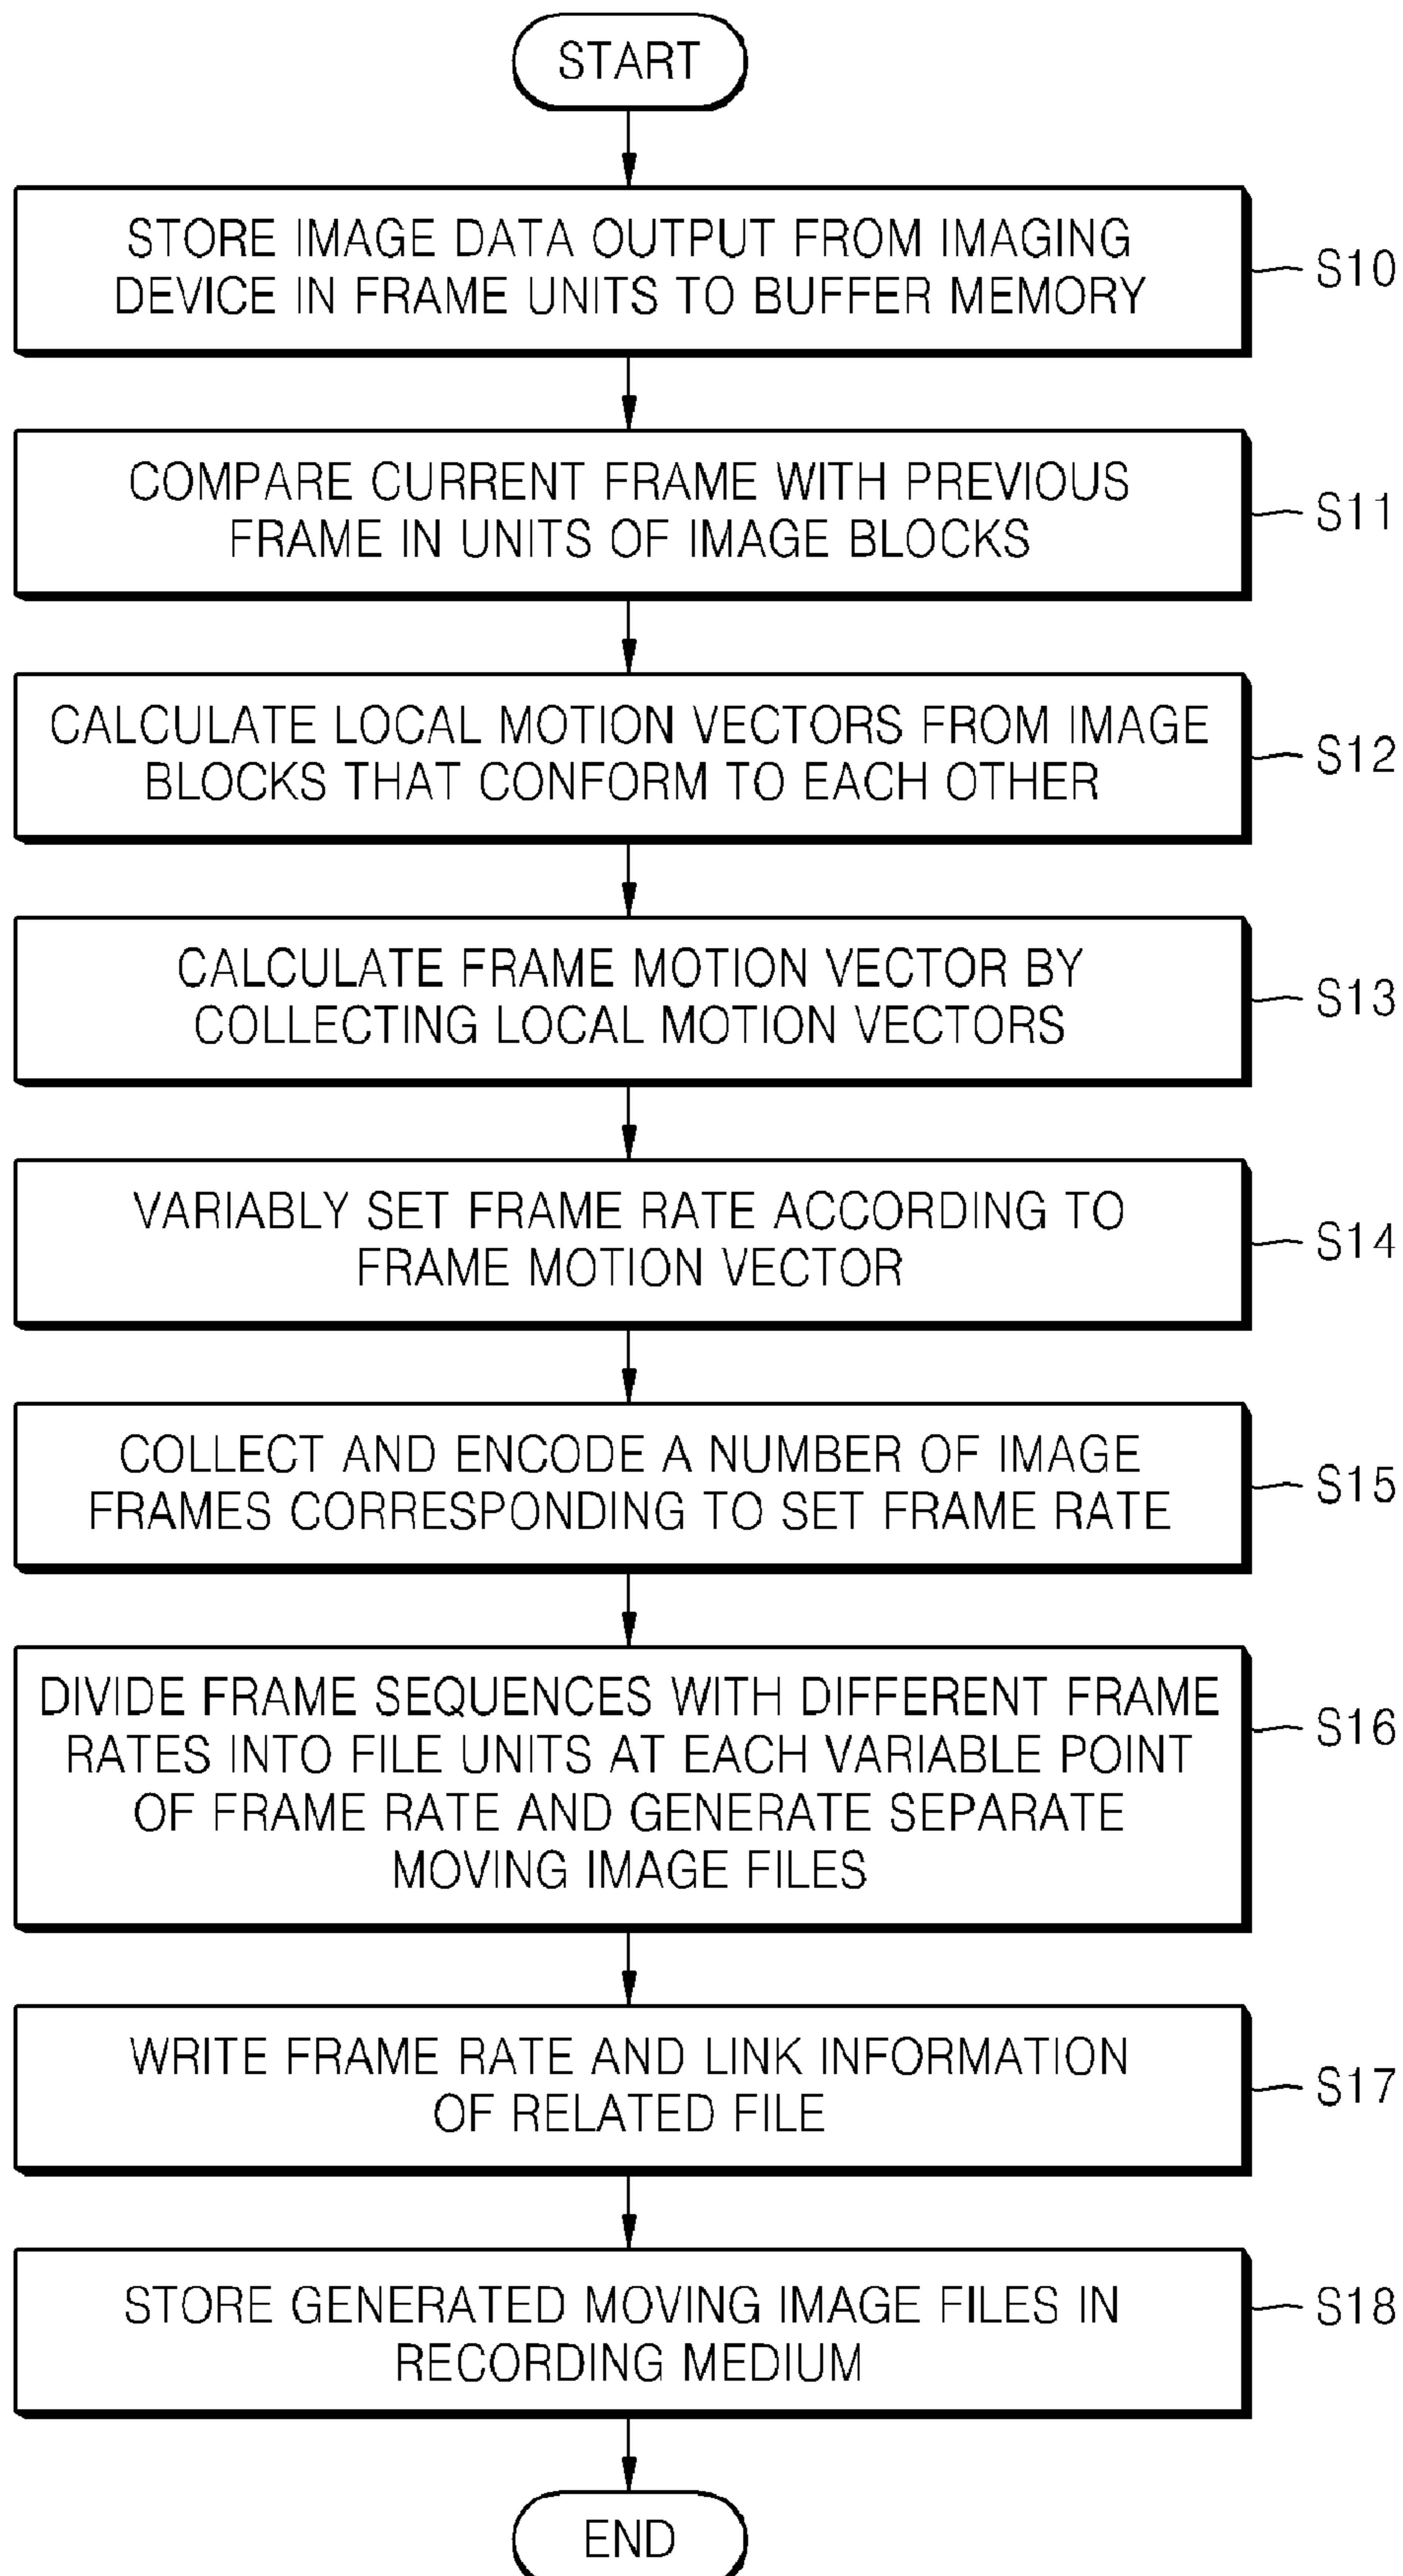 START
STORE IMAGE DATA OUTPUT FROM IMAGING
DEVICE IN FRAME UNITS TO BUFFER MEMORY
S10
COMPARE CURRENT FRAME WITH PREVIOUS
FRAME IN UNITS OF IMAGE BLOCKS
S11
CALCULATE LOCAL MOTION VECTORS FROM IMAGE
BLOCKS THAT CONFORM TO EACH OTHER
S12
CALCULATE FRAME MOTION VECTOR BY
COLLECTING LOCAL MOTION VECTORS
S13
VARIABLY SET FRAME RATE ACCORDING TO
FRAME MOTION VECTOR
S14
COLLECT AND ENCODE A NUMBER OF IMAGE
FRAMES CORRESPONDING TO SET FRAME RATE
S15
DIVIDE FRAME SEQUENCES WITH DIFFERENT FRAME
RATES INTO FILE UNITS AT EACH VARIABLE POINT
OF FRAME RATE AND GENERATE SEPARATE
MOVING IMAGE FILES
S16
WRITE FRAME RATE AND LINK INFORMATION
OF RELATED FILE
S17
STORE GENERATED MOVING IMAGE FILES IN
RECORDING MEDIUM
S18
END